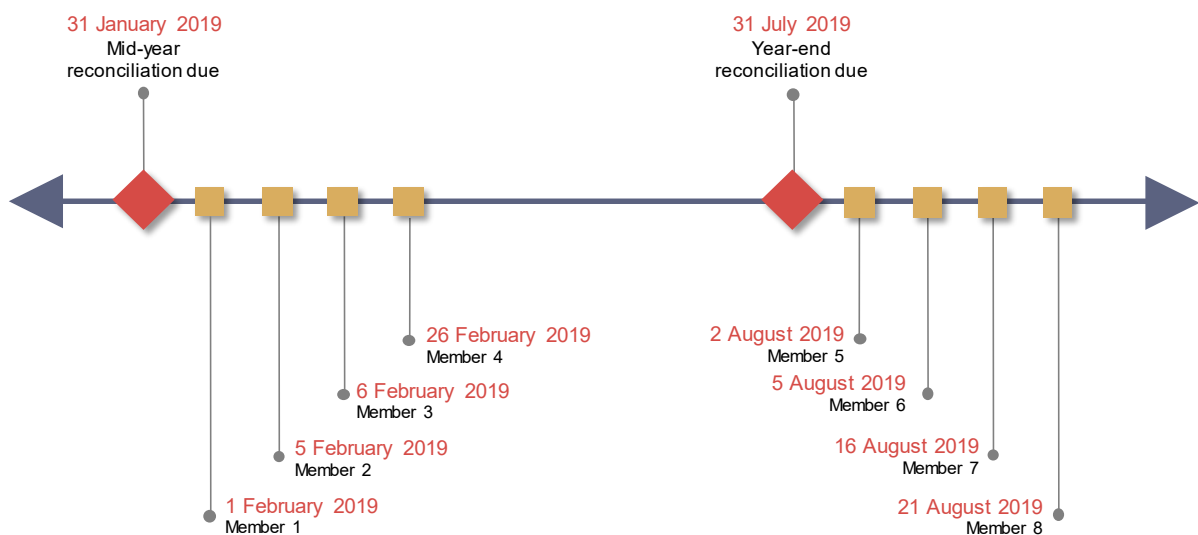 31 January 2019
Mid-year
reconciliation due
31 July 2019
Year-end
reconciliation due
26 February 2019
Member 4
6 February 2019
Member 3
5 February 2019
Member 2
1 February 2019
Member 1
2 August 2019
Member 5
5 August 2019
Member 6
16 August 2019
Member 7
21 August 2019
Member 8